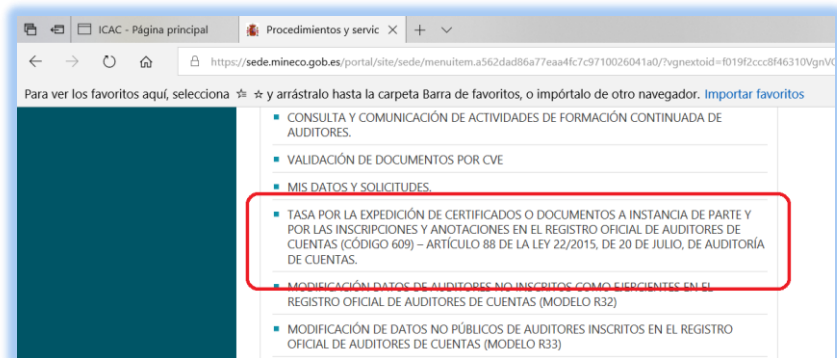 ICAC - Página principal
Procedimientos y servic
https://sede.mineco.gob.es/portal/site/sede/menuitem.a562dad86a77eaa4fc7c9710026041a0/?vgnextoid=f019f2ccc8f46310VgnVC
Para ver los favoritos aquí, selecciona y arrástralo hasta la carpeta Barra de favoritos, o impórtalo de otro navegador. Importar favoritos
CONSULTA Y COMUNICACIÓN DE ACTIVIDADES DE FORMACIÓN CONTINUADA DE
AUDITORES.
VALIDACIÓN DE DOCUMENTOS POR CVE
MIS DATOS Y SOLICITUDES.
TASA POR LA EXPEDICIÓN DE CERTIFICADOS O DOCUMENTOS A INSTANCIA DE PARTE Y
POR LAS INSCRIPCIONES Y ANOTACIONES EN EL REGISTRO OFICIAL DE AUDITORES DE
CUENTAS (CÓDIGO 609) – ARTÍCULO 88 DE LA LEY 22/2015, DE 20 DE JULIO, DE AUDITORÍA
DE CUENTAS.
MODIFICACIÓN DATOS DE AUDITORES NO INSCRITOS COMO EJERCIENTES EN EL
REGISTRO OFICIAL DE AUDITORES DE CUENTAS (MODELO R32)
MODIFICACIÓN DE DATOS NO PÚBLICOS DE AUDITORES INSCRITOS EN EL REGISTRO
OFICIAL DE AUDITORES DE CUENTAS (MODELO R33)